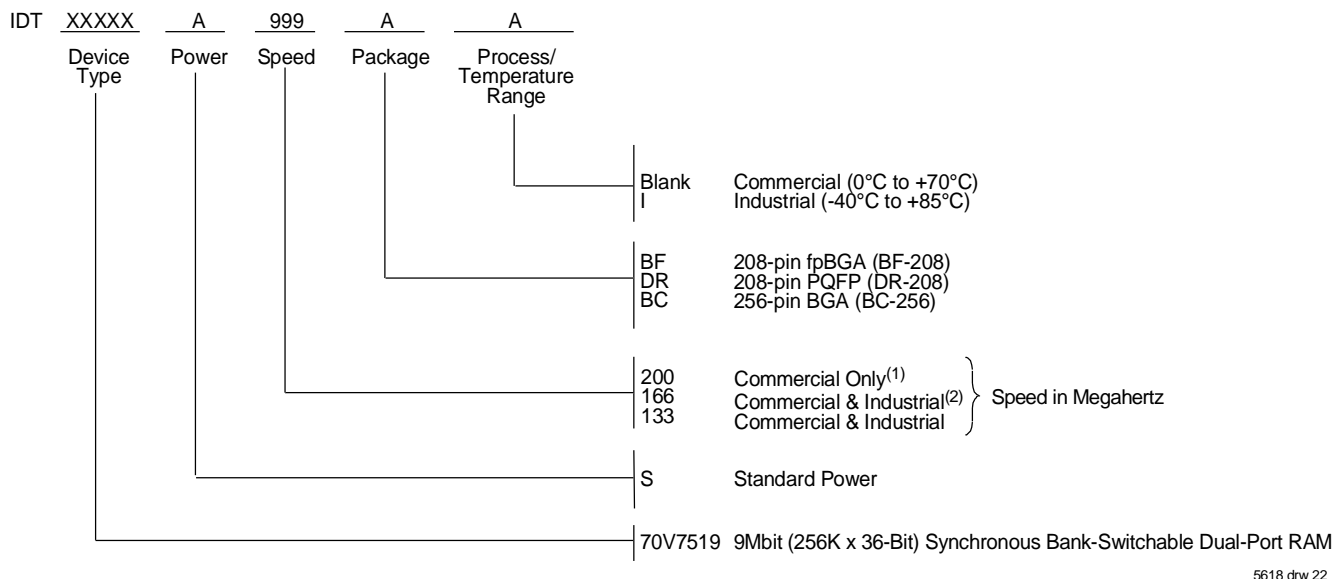 IDT XXXXX A 999 A A
Device Type Power Speed Package Process/ Temperature Range
Blank Commercial (0°C to +70°C)
I Industrial (-40°C to +85°C)
BF 208-pin fpBGA (BF-208)
DR 208-pin PQFP (DR-208)
BC 256-pin BGA (BC-256)
200 Commercial Only(1)
166 Commercial & Industrial(2)
133 Commercial & Industrial
Speed in Megahertz
S Standard Power
70V7519 9Mbit (256K x 36-Bit) Synchronous Bank-Switchable Dual-Port RAM
5618 drw 22